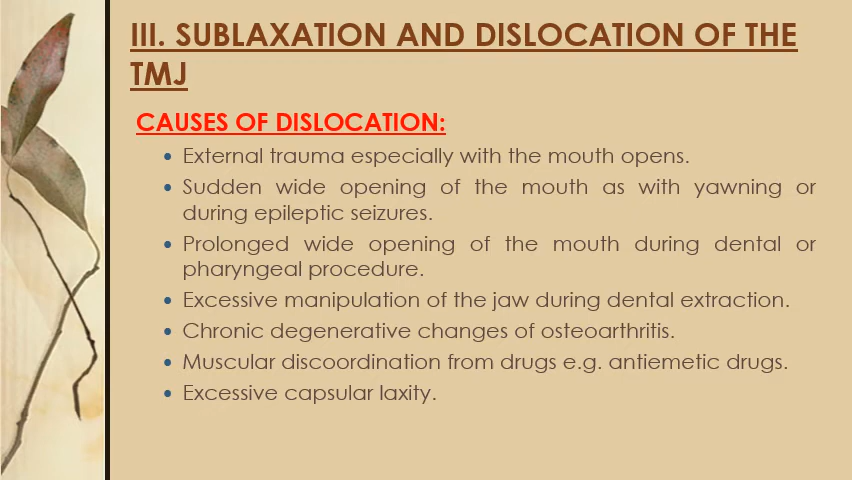 III. SUBLAXATION AND DISLOCATION OF THE
TMJ
CAUSES OF DISLOCATION:
• External trauma especially with the mouth opens.
• Sudden wide opening of the mouth as with yawning or
during epileptic seizures.
• Prolonged wide opening of the mouth during dental or
pharyngeal procedure.
• Excessive manipulation of the jaw during dental extraction.
• Chronic degenerative changes of osteoarthritis.
• Muscular discoordination from drugs e.g. antiemetic drugs.
• Excessive capsular laxity.